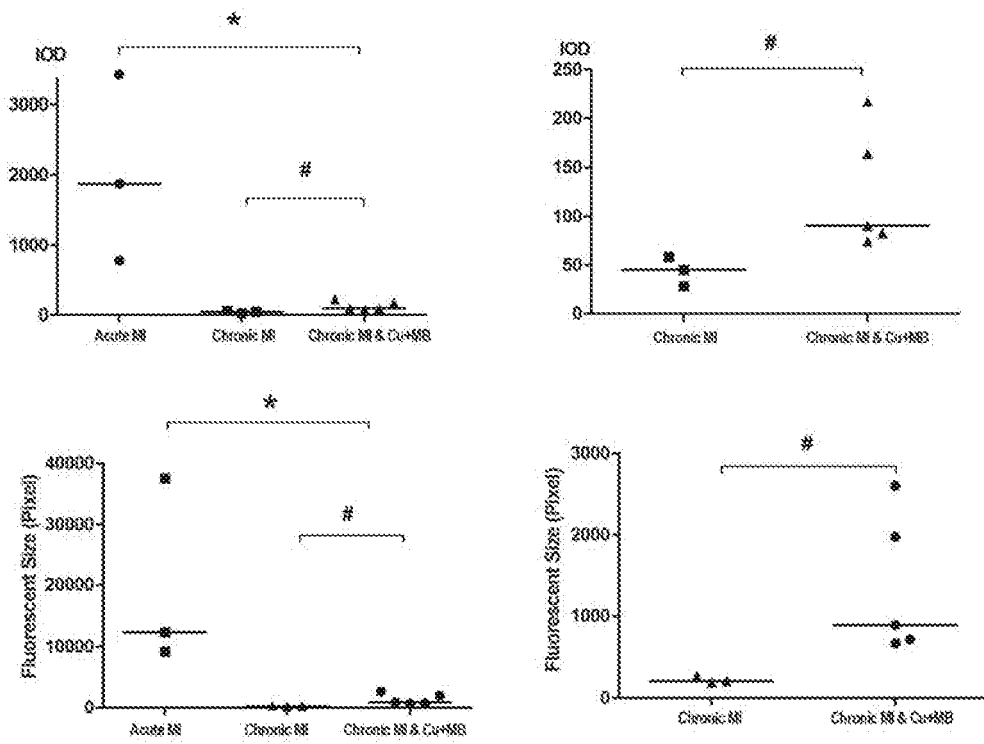 *
IOD
3000
2000
1000
0
#
Acute MI
Chronic MI
Chronic MI & Cu+MB
#
IOD
250
200
150
100
50
0
Chronic MI
Chronic MI & Cu+MB
*
Fluorescent Size (Pixel)
40000
30000
20000
10000
0
#
Acute MI
Chronic MI
Chronic MI & Cu+MB
#
Fluorescent Size (Pixel)
3000
2000
1000
0
Chronic MI
Chronic MI & Cu+MB